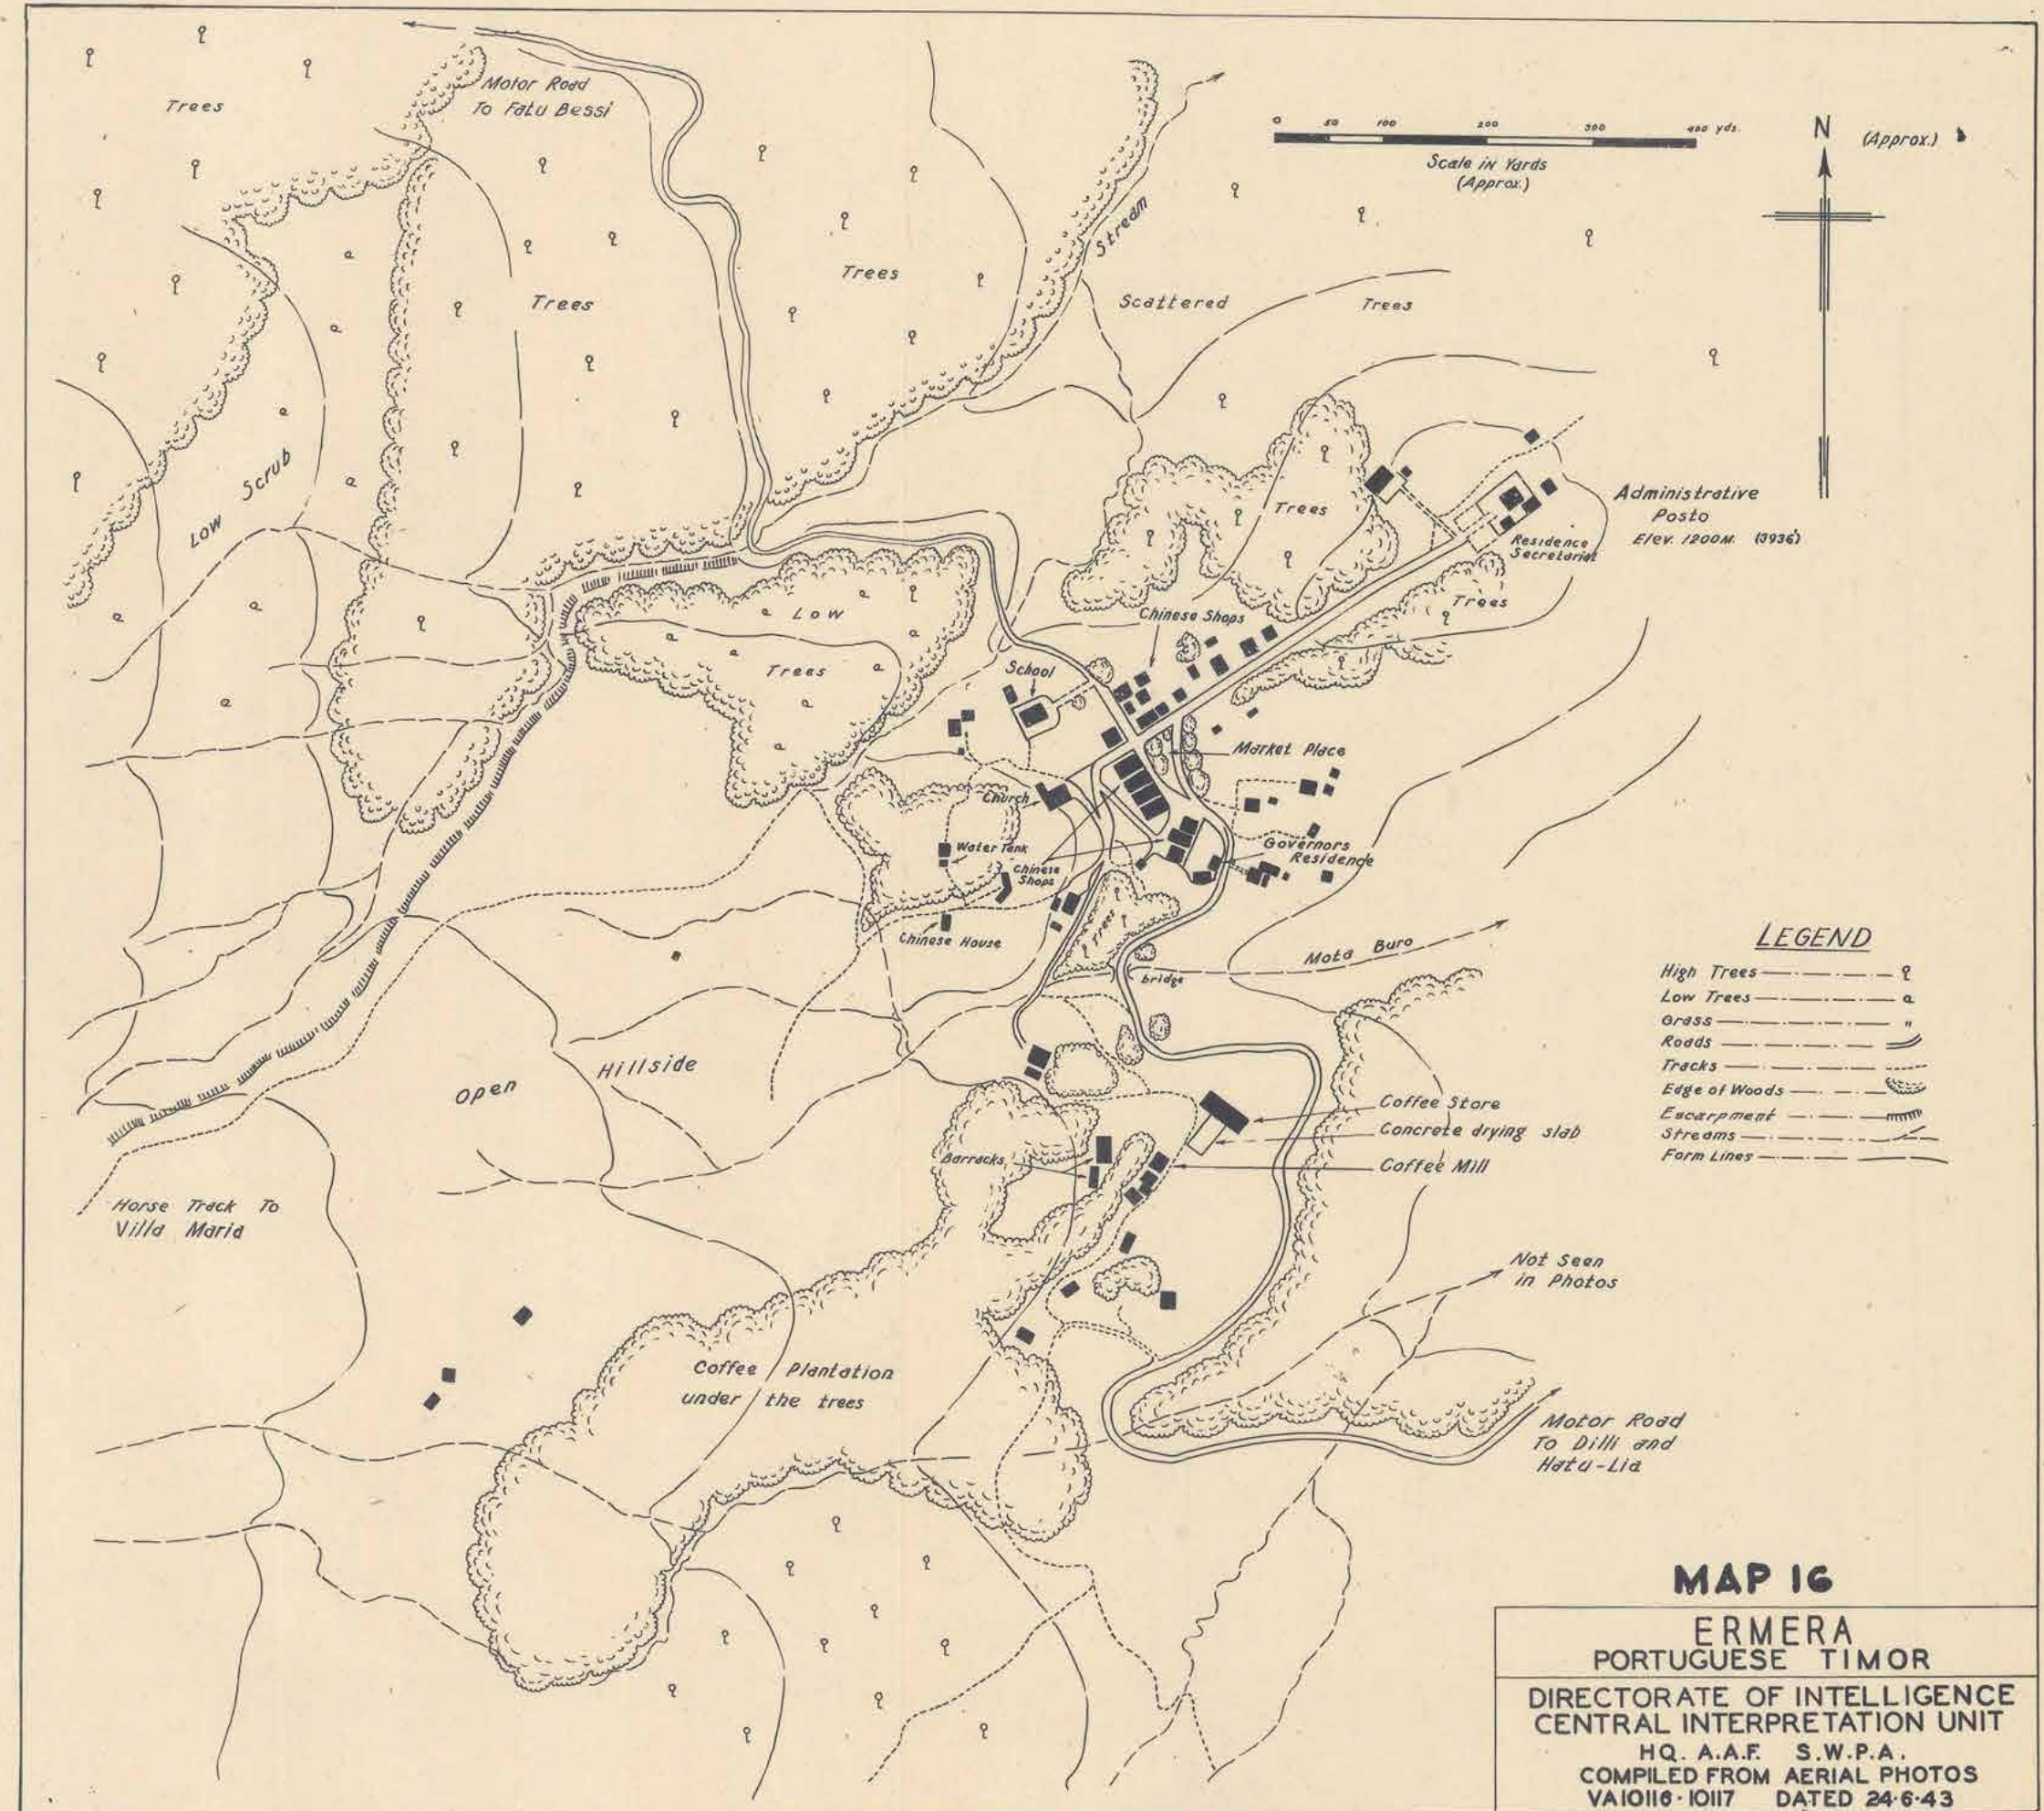 Motor Road
To Fatu Bessi
Trees
Trees
Trees
Stream
Scattered Trees
0 50 100 200 300 400 yds.
Scale in Yards
(Approx.)
N (Approx.)
Low Scrub
Trees
Administrative
Posto
Elev. 1200M. (3936')
Residence
Secretariat
Trees
Low
Trees
Chinese Shops
School
Market Place
Church
Water Tank
Chinese
Shops
Governors
Residence
Trees
Chinese House
Mota Buro
bridge
Open Hillside
LEGEND
High Trees
Low Trees
Grass
Roads
Tracks
Edge of Woods
Escarpment
Streams
Form Lines
Coffee Store
Concrete drying slab
Coffee Mill
Barracks
Horse Track To
Villa Maria
Not Seen
in Photos
Coffee Plantation
under the trees
Motor Road
To Dilli and
Hatu-Lia
MAP 16
ERMERA
PORTUGUESE TIMOR
DIRECTORATE OF INTELLIGENCE
CENTRAL INTERPRETATION UNIT
HQ. A.A.F. S.W.P.A.
COMPILED FROM AERIAL PHOTOS
VA10116·10117 DATED 24·6·43